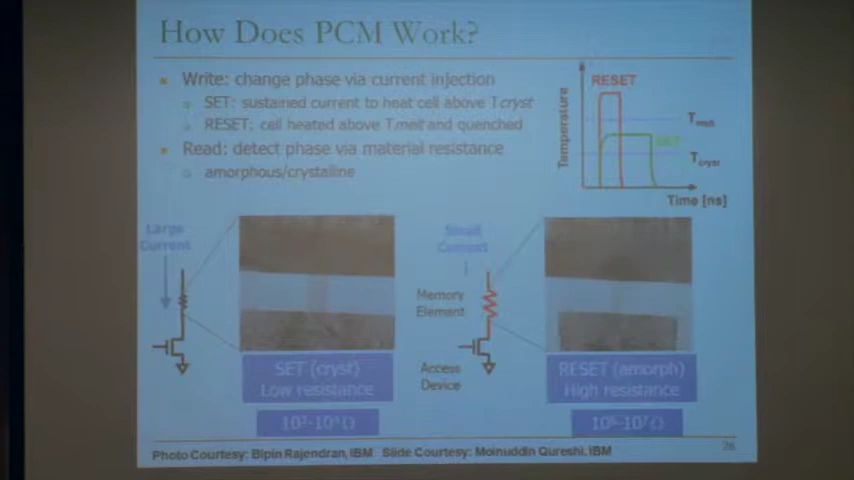 How Does PCM Work?
Write: change phase via current injection
SET: sustained current to heat cell above Tcryst
RESET: cell heated above Tmelt and quenched
Read: detect phase via material resistance
amorphous/crystalline
Temperature
RESET
Tmelt
SET
Tcryst
Time [ns]
Large
Current
Small
Current
Memory
Element
SET (cryst)
Low resistance
Access
Device
RESET (amorph)
High resistance
10³-10⁴ Ω
10⁶-10⁷ Ω
Photo Courtesy: Bipin Rajendran, IBM Slide Courtesy: Moinuddin Qureshi, IBM
26